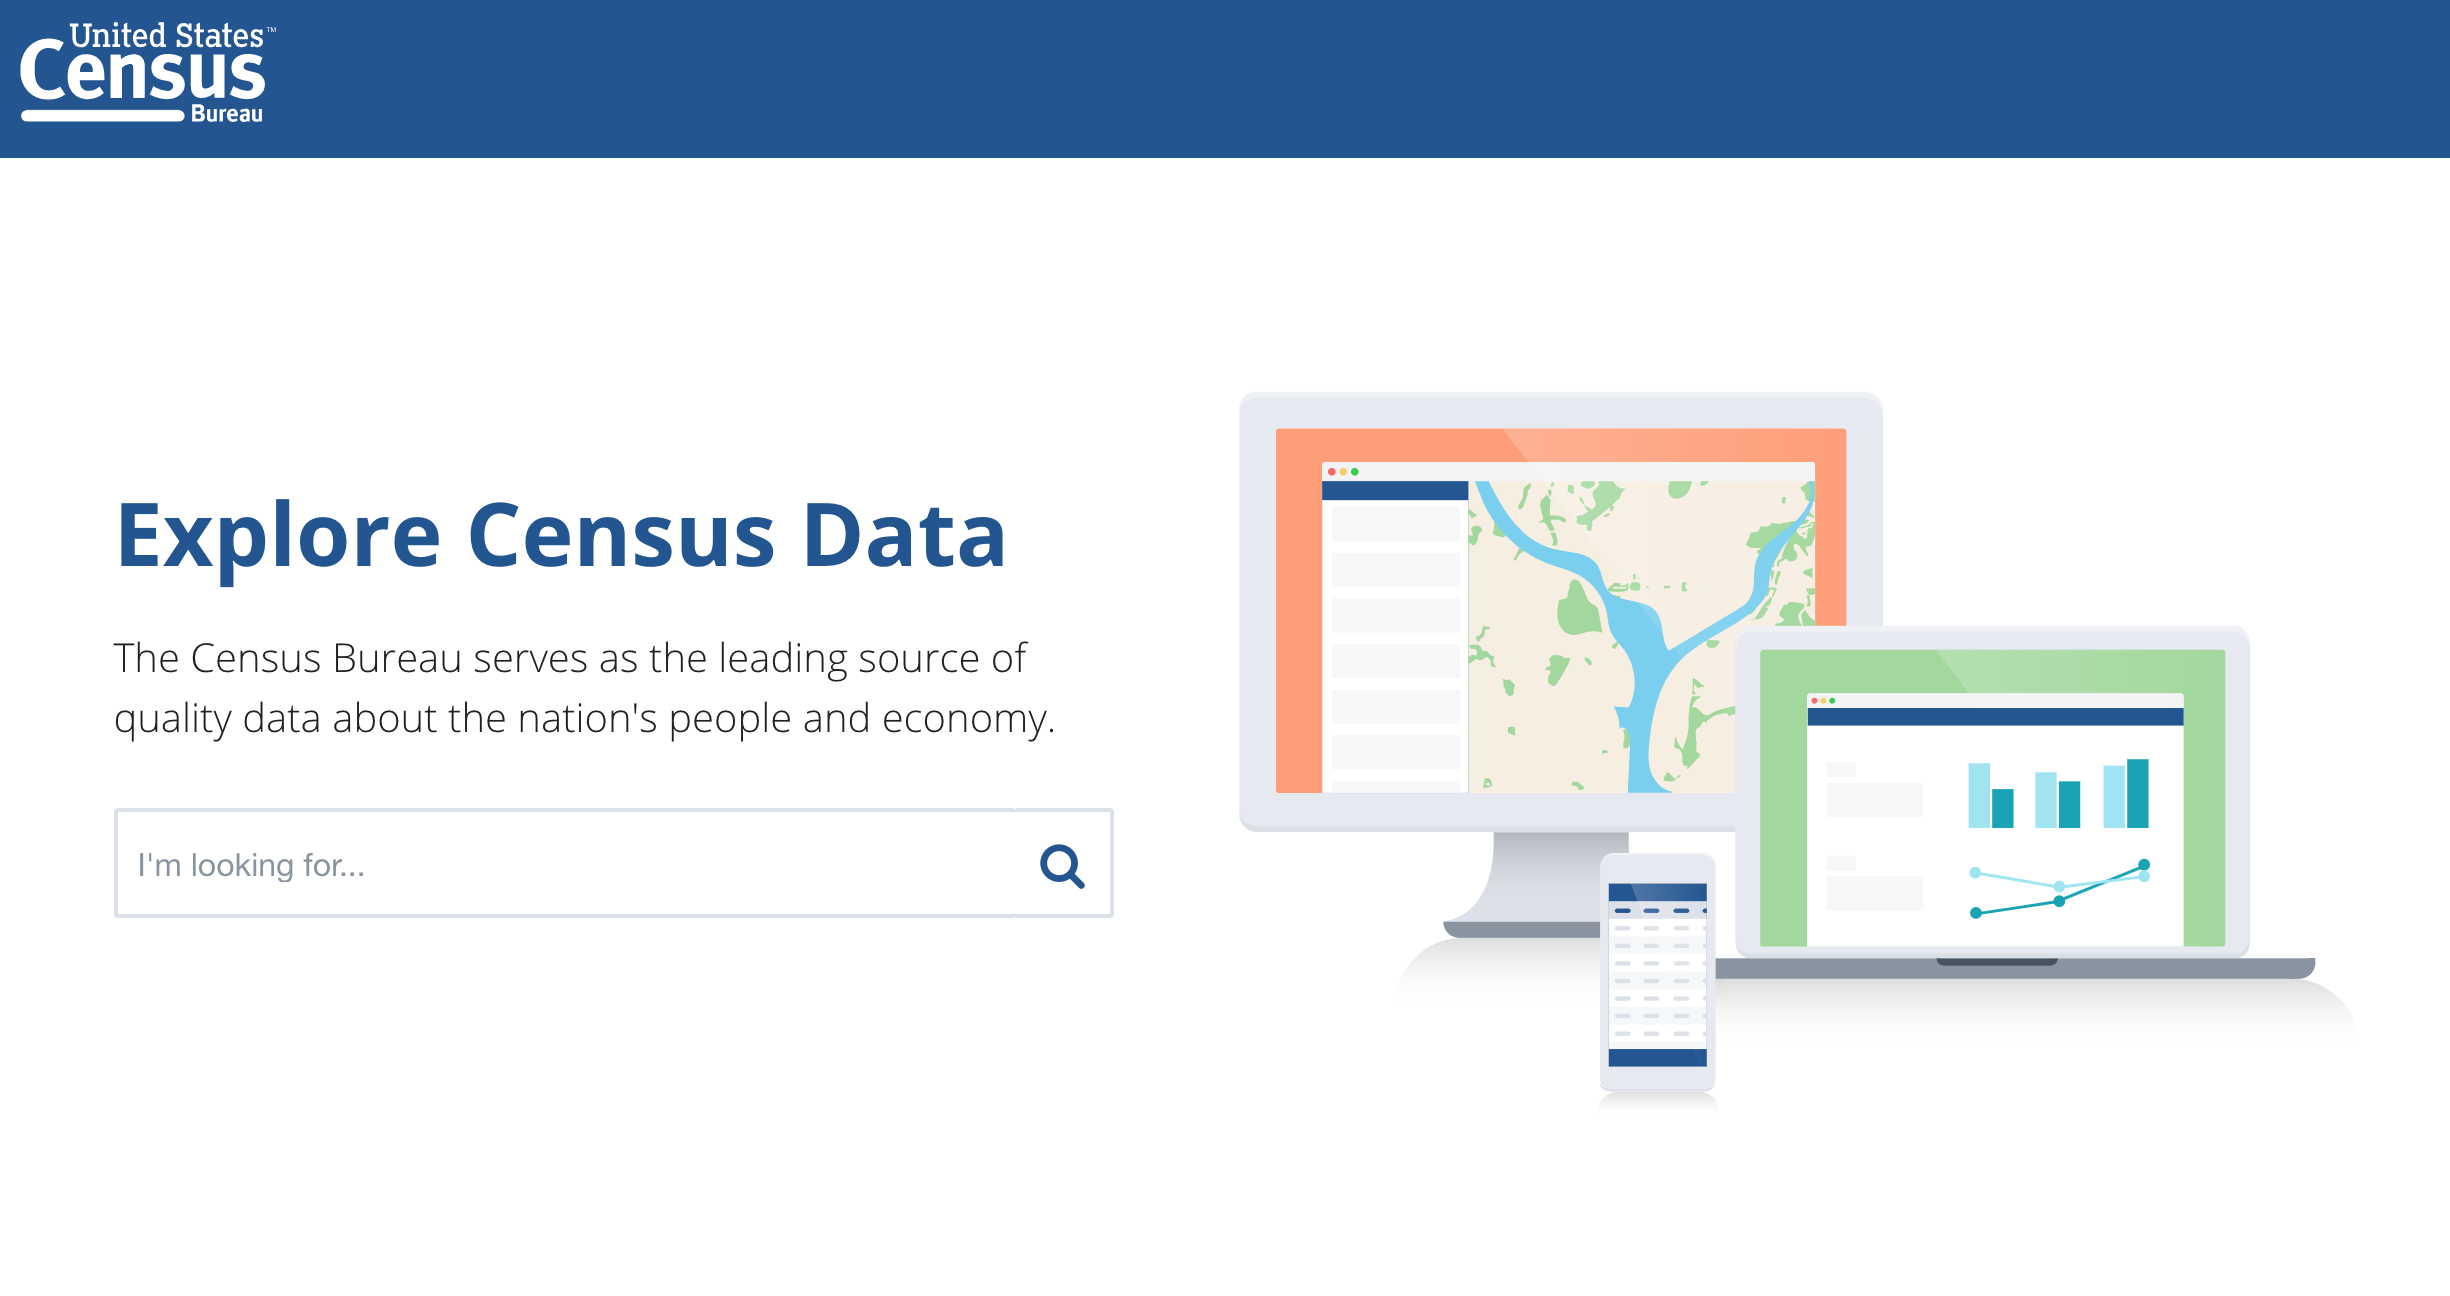 United States™
Census
Bureau
Explore Census Data
The Census Bureau serves as the leading source of
quality data about the nation's people and economy.
I'm looking for...